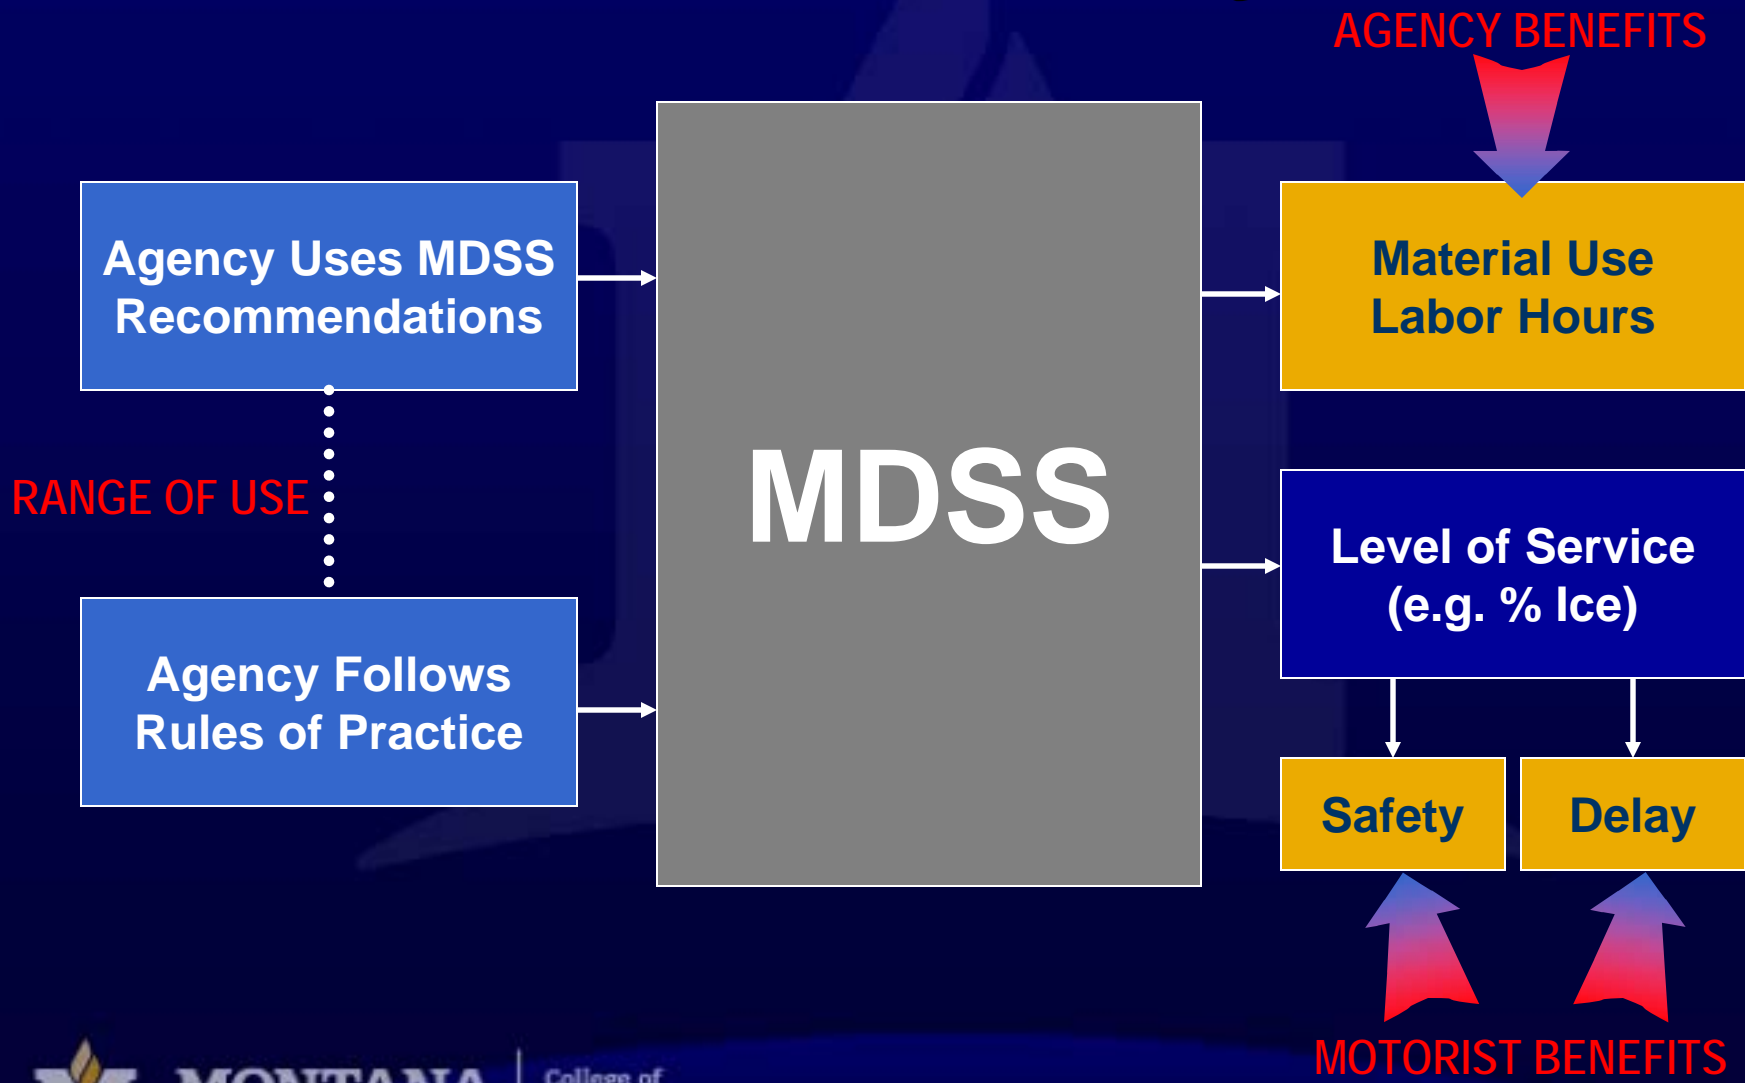 AGENCY BENEFITS
Agency Uses MDSS
Recommendations
Material Use
Labor Hours
RANGE OF USE
MDSS
Level of Service
(e.g. % Ice)
Agency Follows
Rules of Practice
Safety
Delay
MOTORIST BENEFITS
MONTANA
College of